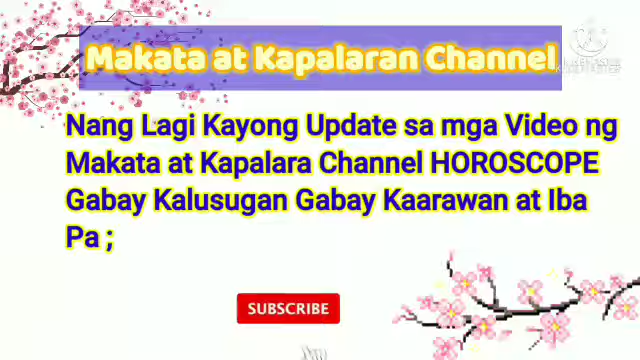 Makata at Kapalaran Channel
Nang Lagi Kayong Update sa mga Video ng
Makata at Kapalara Channel HOROSCOPE
Gabay Kalusugan Gabay Kaarawan at Iba
Pa ;
SUBSCRIBE